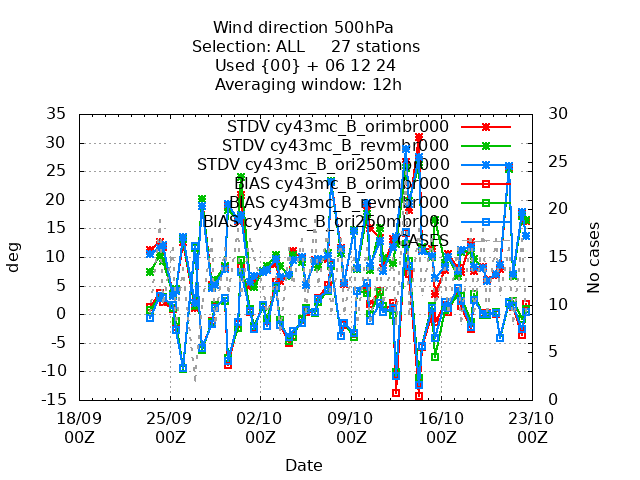 Wind direction 500hPa
Selection: ALL 27 stations
Used {00} + 06 12 24
Averaging window: 12h
STDV cy43mc_B_orimbr000
STDV cy43mc_B_revmbr000
STDV cy43mc_B_ori250mbr000
BIAS cy43mc_B_orimbr000
BIAS cy43mc_B_revmbr000
BIAS cy43mc_B_ori250mbr000
CASES
35
30
25
20
15
10
5
0
-5
-10
-15
deg
30
25
20
15
10
5
0
No cases
18/09 25/09 02/10 09/10 16/10 23/10
00Z 00Z 00Z 00Z 00Z 00Z
Date